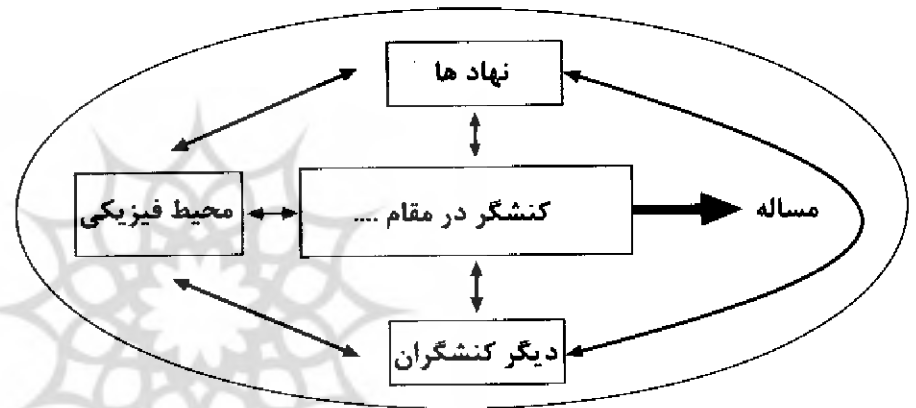 نهاد ها
محیط فیزیکی
کنشگر در مقام ....
مساله
دیگر کنشگران